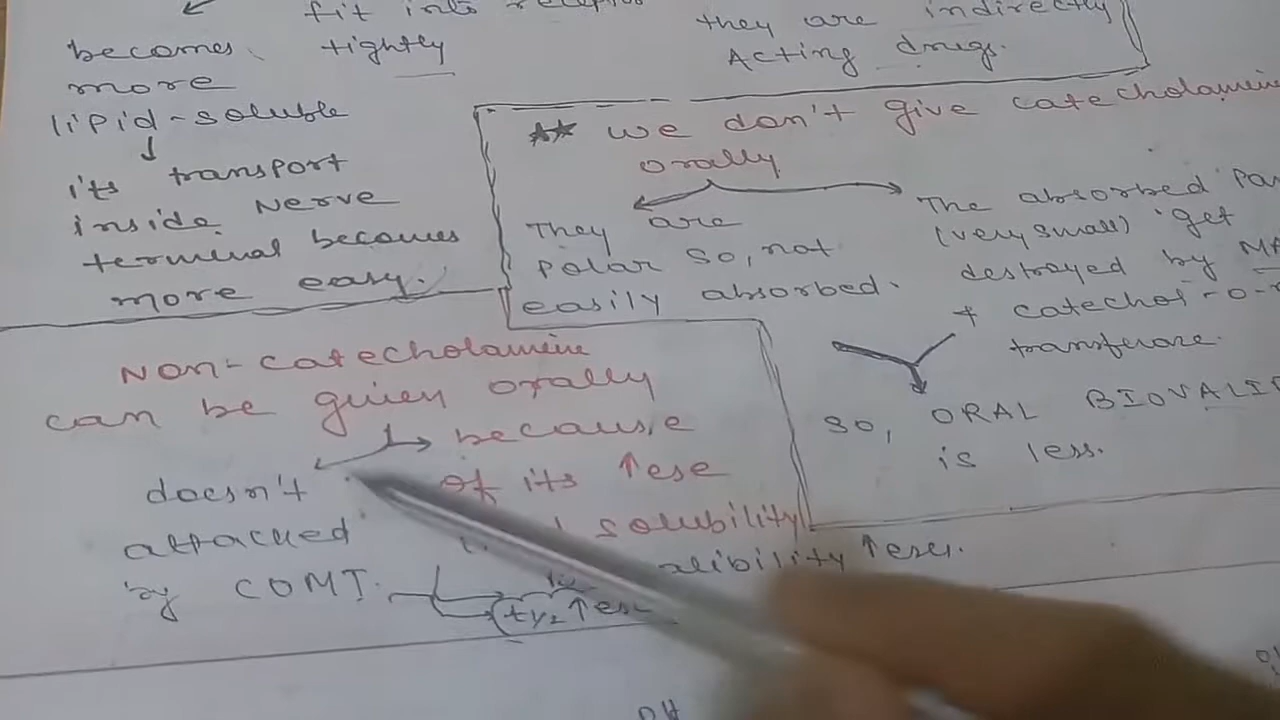 fit into
becomes tightly
more
lipid-soluble
↓
its transport
inside Nerve
terminal becomes
more easy.
they are indirectly
Acting drugs.
** we don't give catecholamine
orally
They are
Polar so, not
easily absorbed.
The absorbed
(very small) get
destroyed by
+ catechol-o-
transferase.
so, ORAL
is less.
Non-catecholamine
can be given orally
doesn't
attacked
by COMT.
because
of its ↑ese
solubility
↑ese.
t½ ↑ese